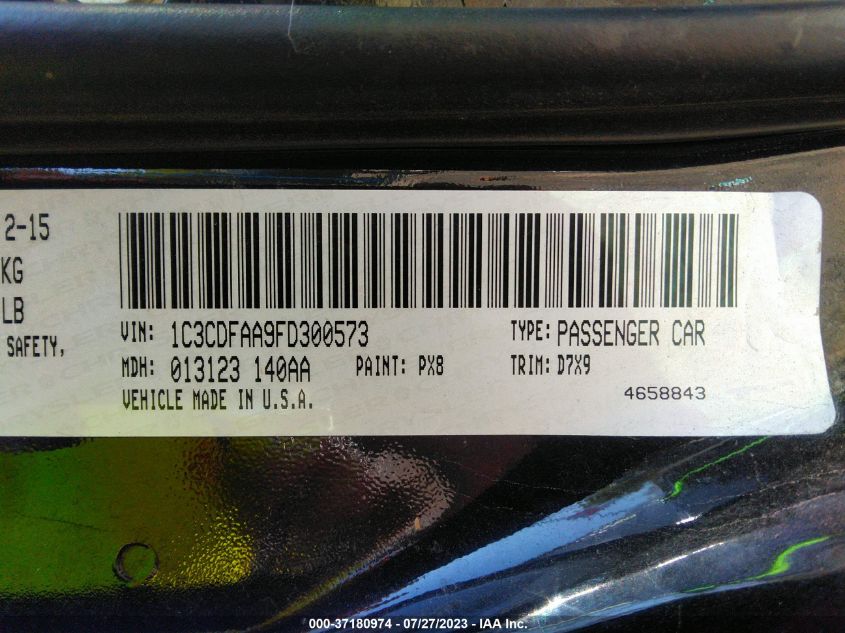 2-15
KG
LB
SAFETY,
VIN: 1C3CDFAA9FD300573 TYPE: PASSENGER CAR
MDH: 013123 140AA PAINT: PX8 TRIM: D7X9
VEHICLE MADE IN U.S.A. 4658843
000-37180974 / 07/27/2023 - © IAA Inc.